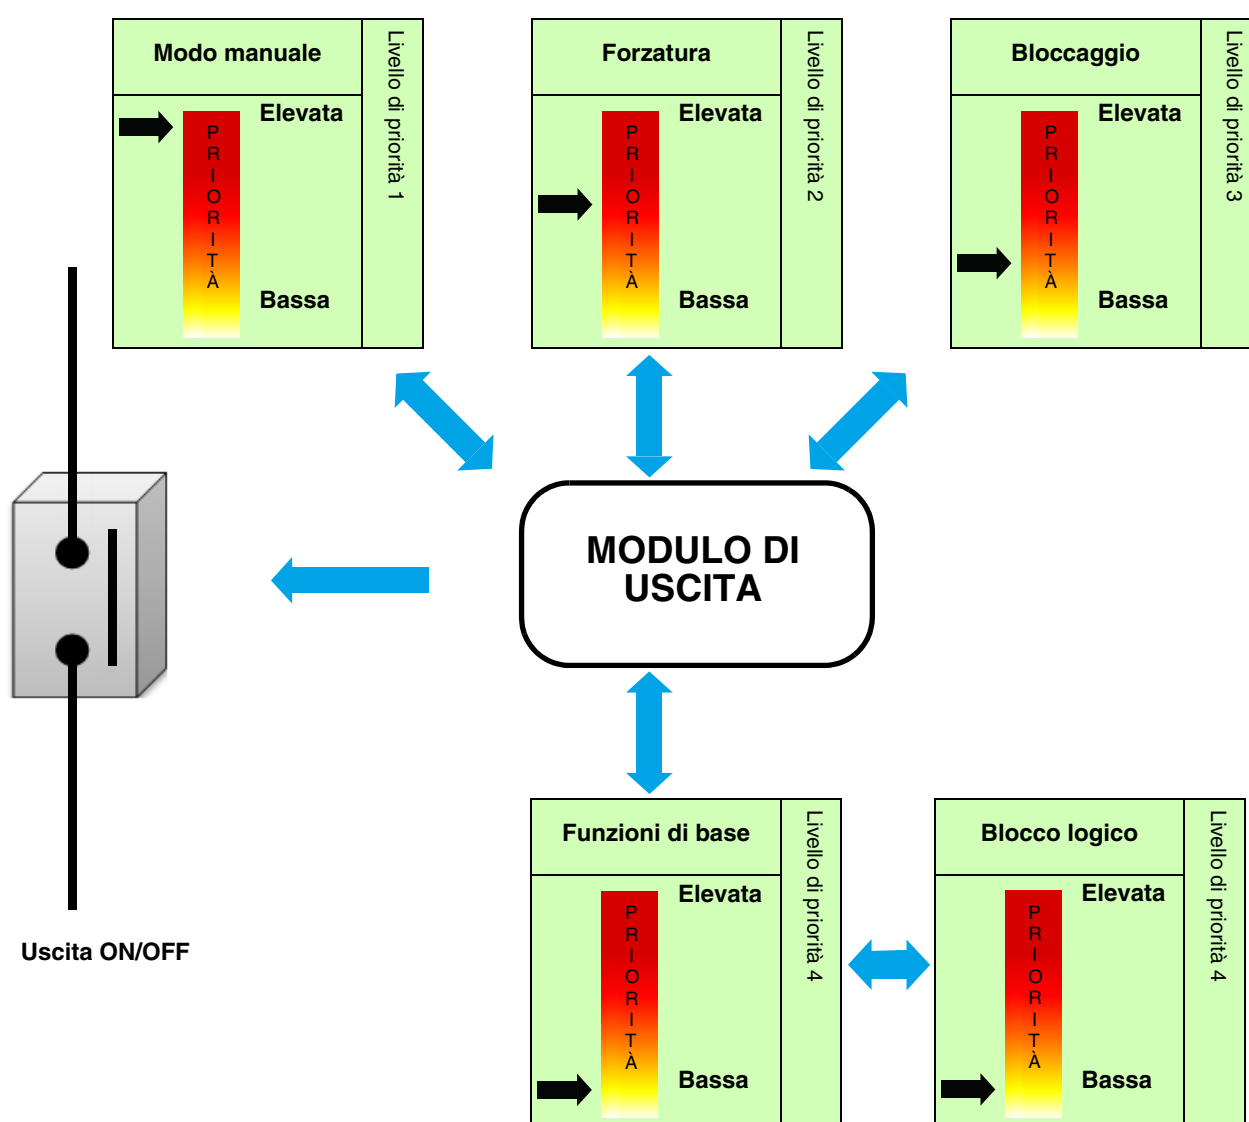 Modo manuale
Livello di priorità 1
Elevata
PRIORITÀ
Bassa
Forzatura
Livello di priorità 2
Elevata
PRIORITÀ
Bassa
Bloccaggio
Livello di priorità 3
Elevata
PRIORITÀ
Bassa
MODULO DI
USCITA
Uscita ON/OFF
Funzioni di base
Livello di priorità 4
Elevata
PRIORITÀ
Bassa
Blocco logico
Livello di priorità 4
Elevata
PRIORITÀ
Bassa